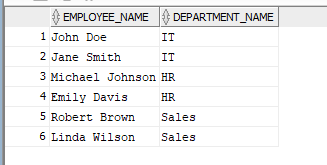 EMPLOYEE_NAME DEPARTMENT_NAME
1 John Doe IT
2 Jane Smith IT
3 Michael Johnson HR
4 Emily Davis HR
5 Robert Brown Sales
6 Linda Wilson Sales